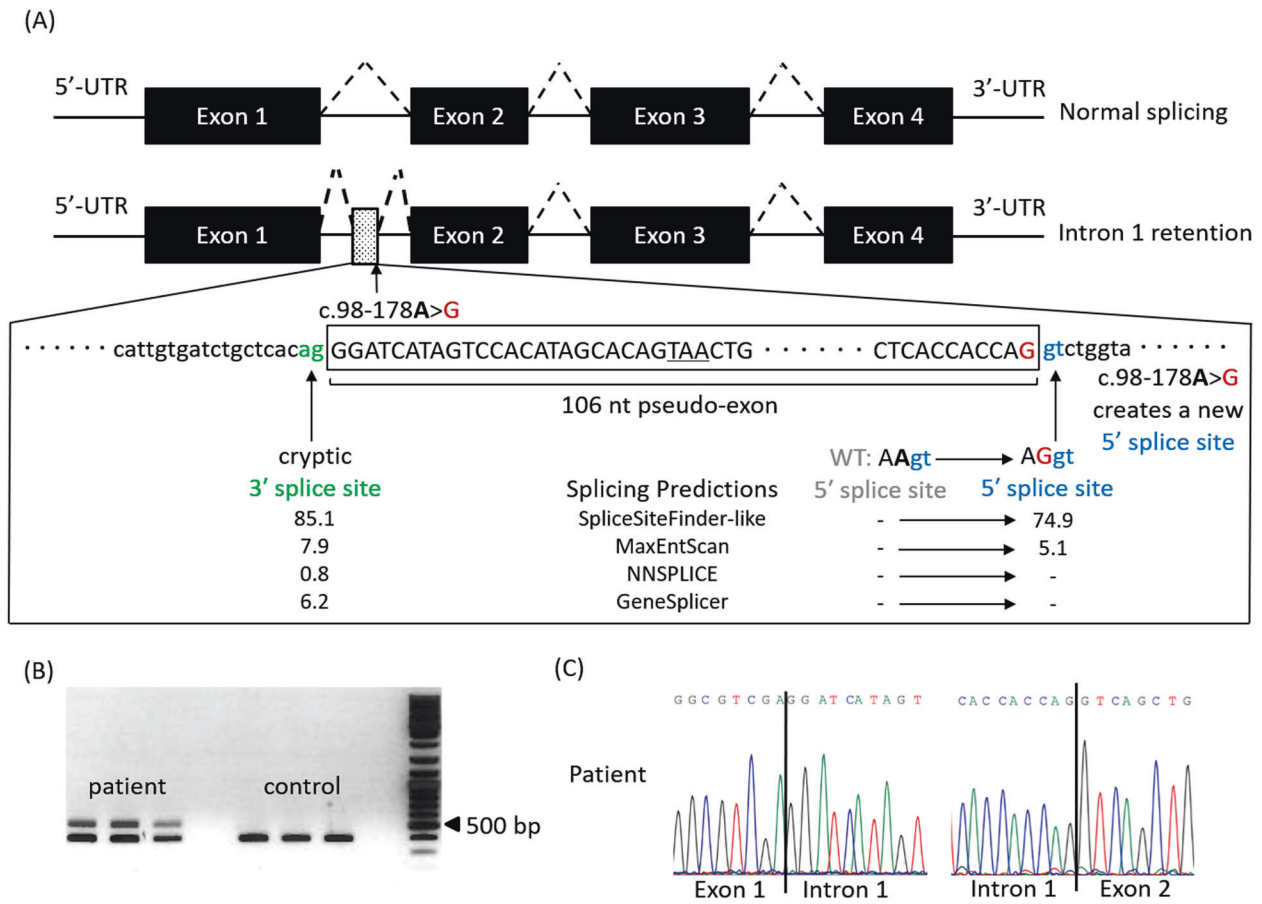 (A)
5’-UTR
Exon 1
Exon 2
Exon 3
Exon 4
3’-UTR
Normal splicing
5’-UTR
Exon 1
Exon 2
Exon 3
Exon 4
3’-UTR
Intron 1 retention
c.98-178A>G
· · · · · · cattgtgatctgctcacag GGATCATAGTCCACATAGCACAGTAACTG · · · · · · CTCACCACCAG gtctggta · · · · · ·
106 nt pseudo-exon
c.98-178A>G
creates a new
5’ splice site
cryptic
3’ splice site
85.1
7.9
0.8
6.2
Splicing Predictions
SpliceSiteFinder-like
MaxEntScan
NNSPLICE
GeneSplicer
WT: AAgt
5’ splice site
-
-
-
-
AGgt
5’ splice site
74.9
5.1
-
-
(B)
patient
control
500 bp
(C)
Patient
G G C G T C G A G G A T C A T A G T
Exon 1
Intron 1
C A C C A C C A G G T C A G C T G
Intron 1
Exon 2